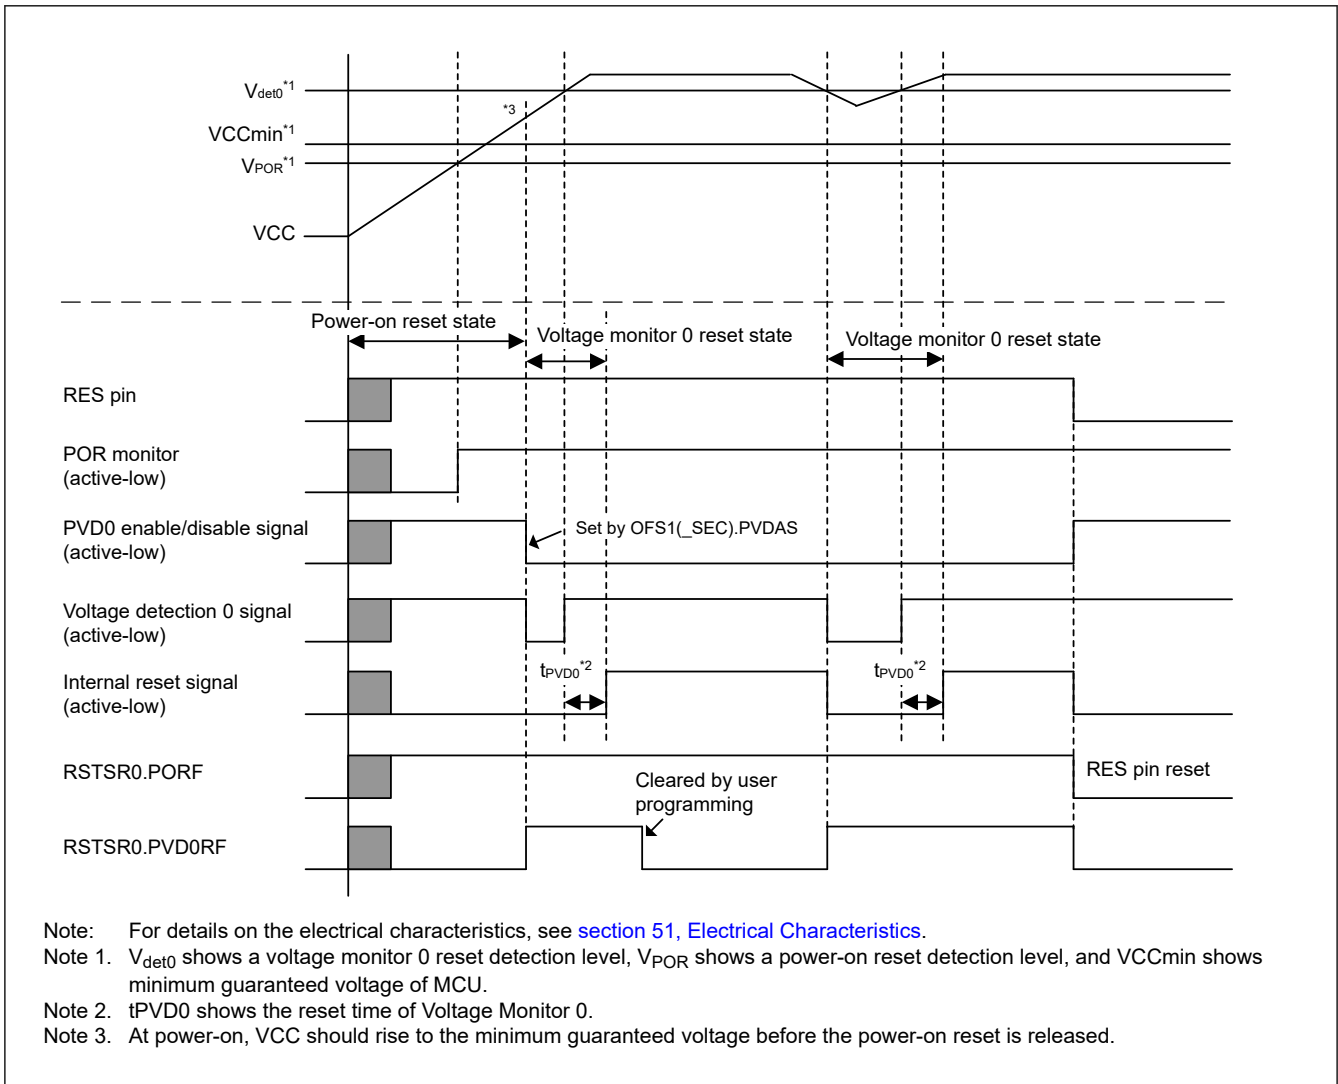 Vdet0*1
*3
VCCmin*1
VPOR*1
VCC
Power-on reset state
Voltage monitor 0 reset state
Voltage monitor 0 reset state
RES pin
POR monitor
(active-low)
PVD0 enable/disable signal
(active-low)
Set by OFS1(_SEC).PVDAS
Voltage detection 0 signal
(active-low)
tPVD0*2
tPVD0*2
Internal reset signal
(active-low)
RSTSR0.PORF
RES pin reset
Cleared by user
programming
RSTSR0.PVD0RF
Note: For details on the electrical characteristics, see section 51, Electrical Characteristics.
Note 1. Vdet0 shows a voltage monitor 0 reset detection level, VPOR shows a power-on reset detection level, and VCCmin shows
minimum guaranteed voltage of MCU.
Note 2. tPVD0 shows the reset time of Voltage Monitor 0.
Note 3. At power-on, VCC should rise to the minimum guaranteed voltage before the power-on reset is released.